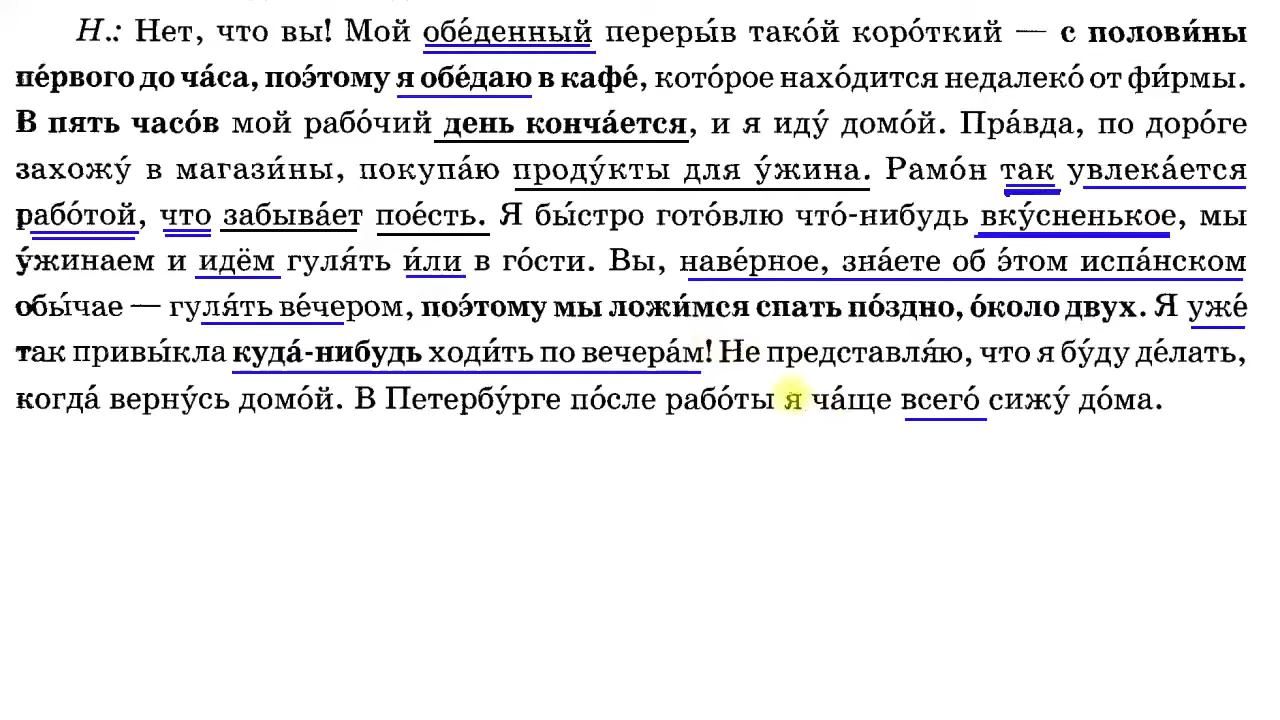 Н.: Нет, что вы! Мой обе́денный переры́в тако́й коро́ткий — с полови́ны
пе́рвого до ча́са, поэ́тому я обе́даю в кафе́, кото́рое нахо́дится недалеко́ от фи́рмы.
В пять часо́в мой рабо́чий день конча́ется, и я иду́ домо́й. Пра́вда, по доро́ге
захожу́ в магази́ны, покупа́ю проду́кты для у́жина. Рамо́н так увлека́ется
рабо́той, что забыва́ет пое́сть. Я бы́стро гото́влю что́-нибудь вку́сненькое, мы
у́жинаем и идём гуля́ть и́ли в го́сти. Вы, наве́рное, зна́ете об э́том испа́нском
обы́чае — гуля́ть ве́чером, поэ́тому мы ложи́мся спать по́здно, о́коло двух. Я уже́
так привы́кла куда́-нибудь ходи́ть по вечера́м! Не представля́ю, что я бу́ду де́лать,
когда́ верну́сь домо́й. В Петербу́рге по́сле рабо́ты я ча́ще всего́ сижу́ до́ма.